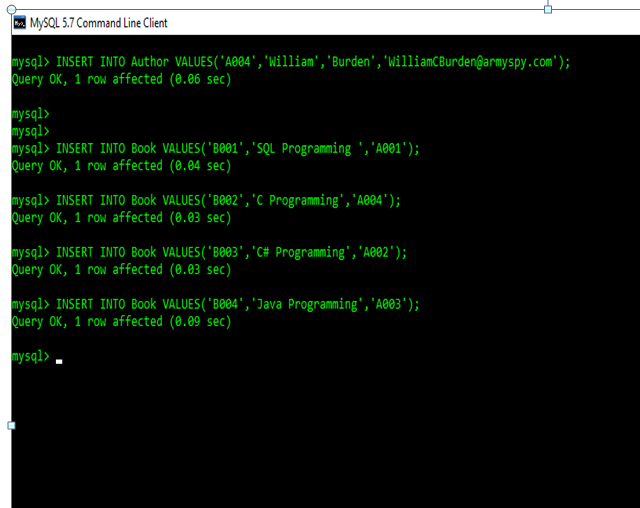 MySQL 5.7 Command Line Client
mysql> INSERT INTO Author VALUES('A004','William','Burden','WilliamCBurden@armyspy.com');
Query OK, 1 row affected (0.06 sec)
mysql>
mysql>
mysql> INSERT INTO Book VALUES('B001','SQL Programming ','A001');
Query OK, 1 row affected (0.04 sec)
mysql> INSERT INTO Book VALUES('B002','C Programming','A004');
Query OK, 1 row affected (0.03 sec)
mysql> INSERT INTO Book VALUES('B003','C# Programming','A002');
Query OK, 1 row affected (0.03 sec)
mysql> INSERT INTO Book VALUES('B004','Java Programming','A003');
Query OK, 1 row affected (0.09 sec)
mysql>